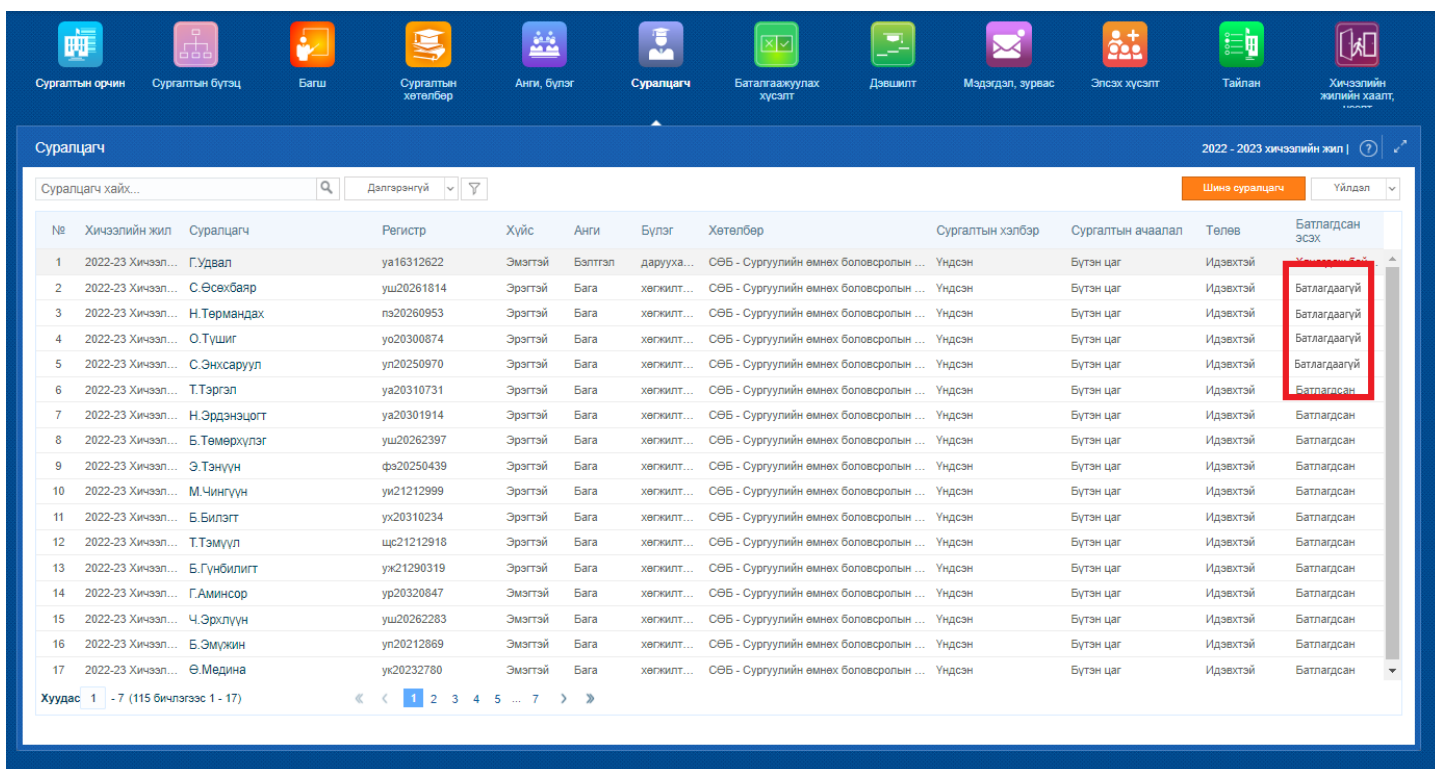 Сургалтын орчин Сургалтын бүтэц Багш Сургалтын хөтөлбөр Анги, бүлэг Суралцагч Баталгаажуулах хүсэлт Дэвшилт Мэдэгдэл, зурвас Элсэх хүсэлт Тайлан Хичээлийн жилийн хаалт,
Суралцагч 2022 - 2023 хичээлийн жил | ?
Суралцагч хайх... Дэлгэрэнгүй Шинэ суралцагч Үйлдэл
№ Хичээлийн жил Суралцагч Регистр Хүйс Анги Бүлэг Хөтөлбөр Сургалтын хэлбэр Сургалтын ачаалал Төлөв Батлагдсан эсэх
1 2022-23 Хичээл... Г.Удвал уа16312622 Эмэгтэй Бэлтгэл даруухa... СӨБ - Сургуулийн өмнөх боловсролын ... Үндсэн Бүтэн цаг Идэвхтэй
2 2022-23 Хичээл... С.Өсөхбаяр уш20261814 Эрэгтэй Бага хөгжилт... СӨБ - Сургуулийн өмнөх боловсролын ... Үндсэн Бүтэн цаг Идэвхтэй Батлагдаагүй
3 2022-23 Хичээл... Н.Төрмандах пэ20260953 Эрэгтэй Бага хөгжилт... СӨБ - Сургуулийн өмнөх боловсролын ... Үндсэн Бүтэн цаг Идэвхтэй Батлагдаагүй
4 2022-23 Хичээл... О.Түшиг уо20300874 Эрэгтэй Бага хөгжилт... СӨБ - Сургуулийн өмнөх боловсролын ... Үндсэн Бүтэн цаг Идэвхтэй Батлагдаагүй
5 2022-23 Хичээл... С.Энхсаруул уп20250970 Эрэгтэй Бага хөгжилт... СӨБ - Сургуулийн өмнөх боловсролын ... Үндсэн Бүтэн цаг Идэвхтэй Батлагдаагүй
6 2022-23 Хичээл... Т.Тэргэл уа20310731 Эрэгтэй Бага хөгжилт... СӨБ - Сургуулийн өмнөх боловсролын ... Үндсэн Бүтэн цаг Идэвхтэй Батлагдсан
7 2022-23 Хичээл... Н.Эрдэнэцогт уа20301914 Эрэгтэй Бага хөгжилт... СӨБ - Сургуулийн өмнөх боловсролын ... Үндсэн Бүтэн цаг Идэвхтэй Батлагдсан
8 2022-23 Хичээл... Б.Төмөрхүлэг уш20262397 Эрэгтэй Бага хөгжилт... СӨБ - Сургуулийн өмнөх боловсролын ... Үндсэн Бүтэн цаг Идэвхтэй Батлагдсан
9 2022-23 Хичээл... Э.Тэнүүн фэ20250439 Эрэгтэй Бага хөгжилт... СӨБ - Сургуулийн өмнөх боловсролын ... Үндсэн Бүтэн цаг Идэвхтэй Батлагдсан
10 2022-23 Хичээл... М.Чингүүн уи21212999 Эрэгтэй Бага хөгжилт... СӨБ - Сургуулийн өмнөх боловсролын ... Үндсэн Бүтэн цаг Идэвхтэй Батлагдсан
11 2022-23 Хичээл... Б.Билэгт ух20310234 Эрэгтэй Бага хөгжилт... СӨБ - Сургуулийн өмнөх боловсролын ... Үндсэн Бүтэн цаг Идэвхтэй Батлагдсан
12 2022-23 Хичээл... Т.Тэмүүл щс21212918 Эрэгтэй Бага хөгжилт... СӨБ - Сургуулийн өмнөх боловсролын ... Үндсэн Бүтэн цаг Идэвхтэй Батлагдсан
13 2022-23 Хичээл... Б.Гүнбилигт уж21290319 Эрэгтэй Бага хөгжилт... СӨБ - Сургуулийн өмнөх боловсролын ... Үндсэн Бүтэн цаг Идэвхтэй Батлагдсан
14 2022-23 Хичээл... Г.Аминсор ур20320847 Эмэгтэй Бага хөгжилт... СӨБ - Сургуулийн өмнөх боловсролын ... Үндсэн Бүтэн цаг Идэвхтэй Батлагдсан
15 2022-23 Хичээл... Ч.Эрхлүүн уш20262283 Эмэгтэй Бага хөгжилт... СӨБ - Сургуулийн өмнөх боловсролын ... Үндсэн Бүтэн цаг Идэвхтэй Батлагдсан
16 2022-23 Хичээл... Б.Эмүжин уп20212869 Эмэгтэй Бага хөгжилт... СӨБ - Сургуулийн өмнөх боловсролын ... Үндсэн Бүтэн цаг Идэвхтэй Батлагдсан
17 2022-23 Хичээл... Ө.Медина ук20232780 Эмэгтэй Бага хөгжилт... СӨБ - Сургуулийн өмнөх боловсролын ... Үндсэн Бүтэн цаг Идэвхтэй Батлагдсан
Хуудас 1 - 7 (115 бичлэгээс 1 - 17) 1 2 3 4 5 ... 7